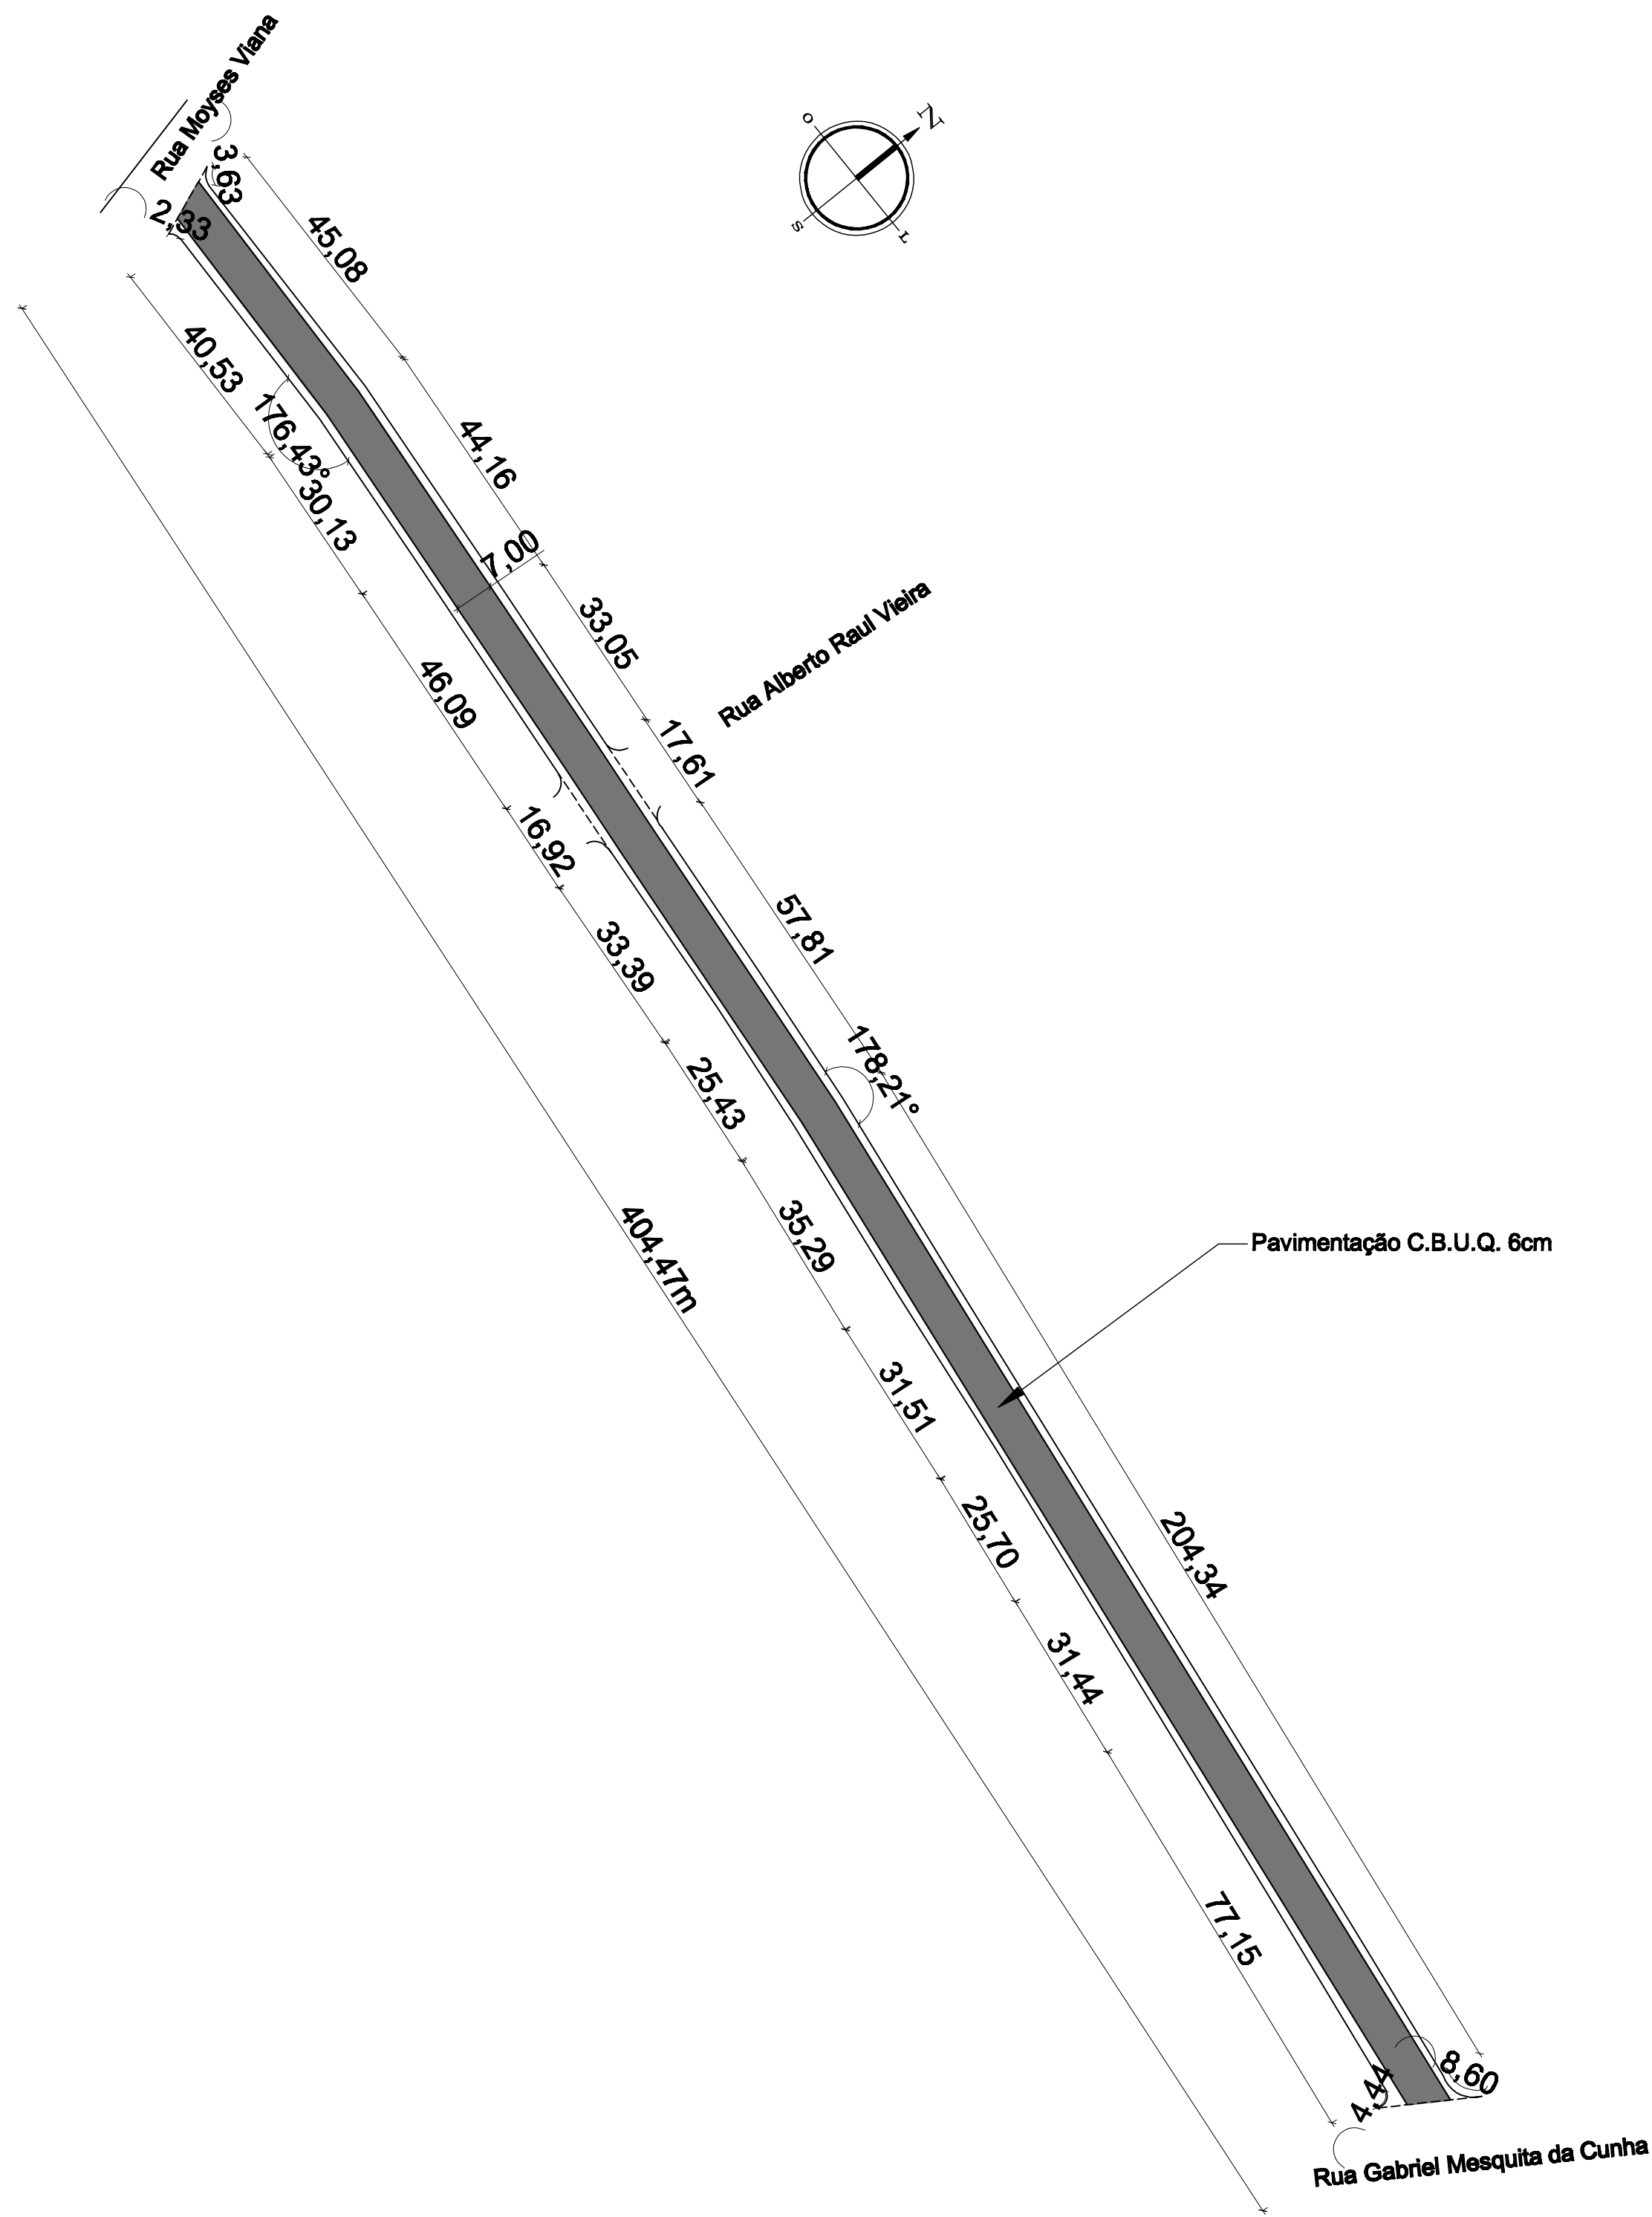 Rua Moyses Viana
3,63
2,33
N
O
S
L
45,08
40,53
176,43°
44,16
30,13
7,00
33,05
Rua Alberto Raul Vieira
46,09
17,61
16,92
57,81
33,39
178,21°
25,43
35,29
404,47m
Pavimentação C.B.U.Q. 6cm
31,51
25,70
204,34
31,44
77,15
8,60
4,44
Rua Gabriel Mesquita da Cunha